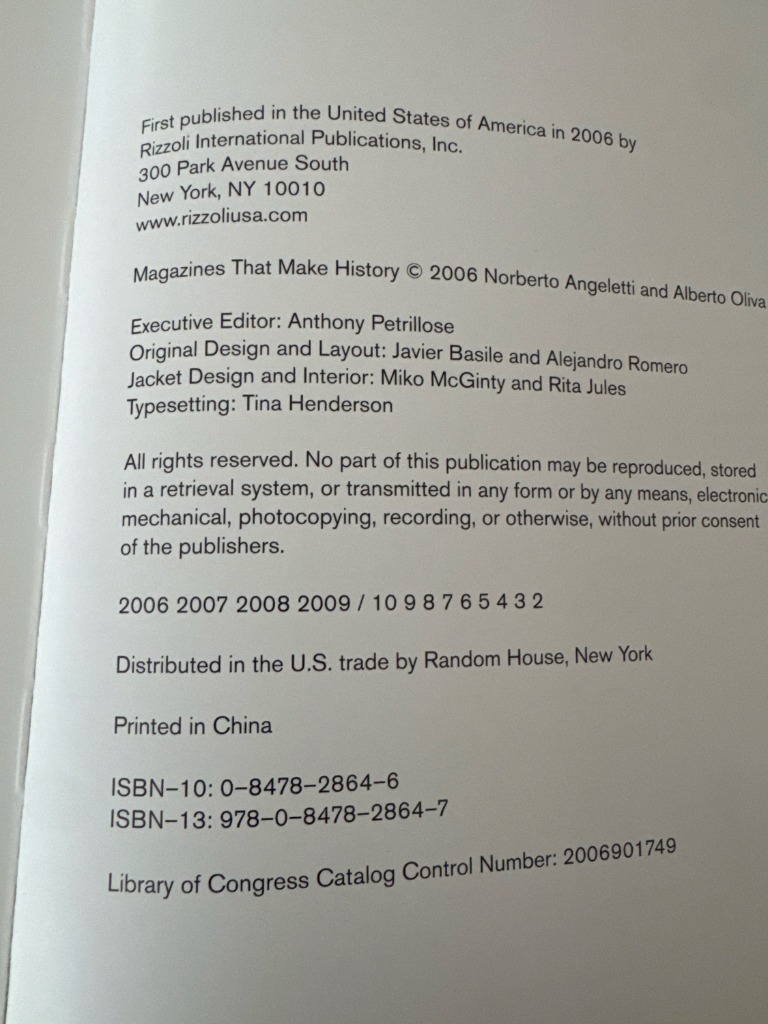 First published in the United States of America in 2006 by
Rizzoli International Publications, Inc.
300 Park Avenue South
New York, NY 10010
www.rizzoliusa.com
Magazines That Make History © 2006 Norberto Angeletti and Alberto Oliva
Executive Editor: Anthony Petrillose
Original Design and Layout: Javier Basile and Alejandro Romero
Jacket Design and Interior: Miko McGinty and Rita Jules
Typesetting: Tina Henderson
All rights reserved. No part of this publication may be reproduced, stored
in a retrieval system, or transmitted in any form or by any means, electronic
mechanical, photocopying, recording, or otherwise, without prior consent
of the publishers.
2006 2007 2008 2009 / 10 9 8 7 6 5 4 3 2
Distributed in the U.S. trade by Random House, New York
Printed in China
ISBN–10: 0–8478–2864–6
ISBN–13: 978–0–8478–2864–7
Library of Congress Catalog Control Number: 2006901749